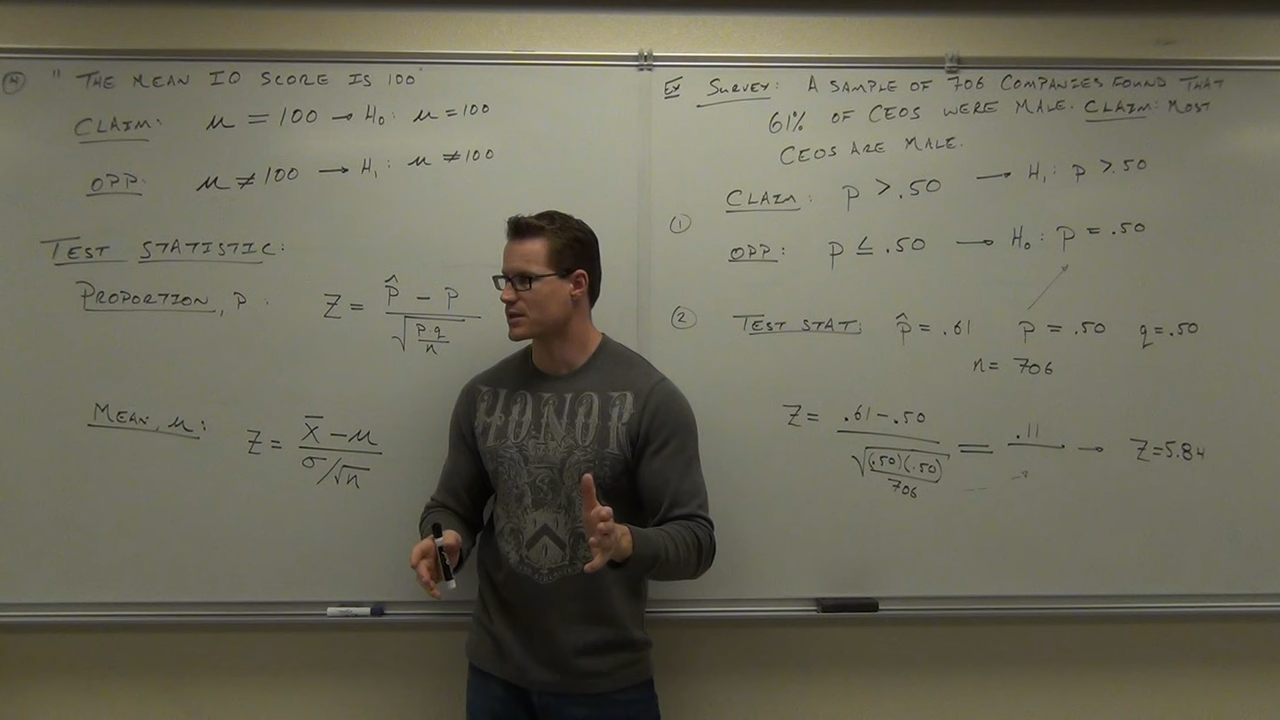 ④ " THE MEAN IQ SCORE IS 100
CLAIM: μ = 100 → H₀: μ = 100
OPP: μ ≠ 100 → H₁: μ ≠ 100
TEST STATISTIC:
PROPORTION, p : Z = (p̂ − p) / √(p·q / n)
MEAN, μ: Z = (x̄ − μ) / (σ/√n)
EX SURVEY: A SAMPLE OF 706 COMPANIES FOUND THAT
61% OF CEOS WERE MALE. CLAIM: MOST
CEOS ARE MALE.
CLAIM: p > .50 → H₁: p > .50
①
OPP: p ≤ .50 → H₀: p = .50
② TEST STAT: p̂ = .61 p = .50 q = .50
n = 706
Z = (.61 − .50) / √((.50)(.50) / 706) = .11 → Z = 5.84
HONOR